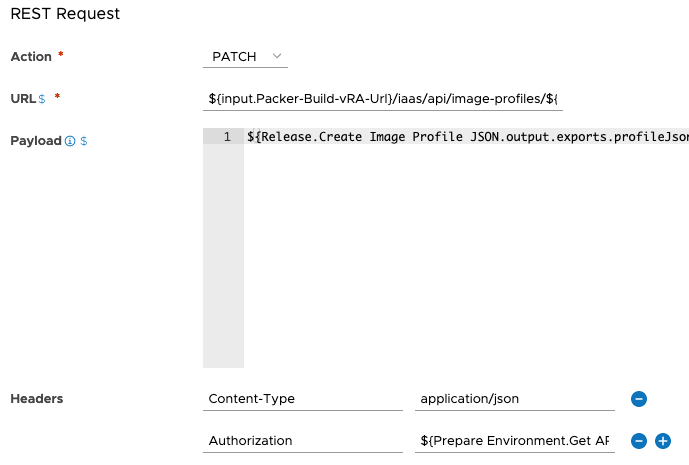 REST Request
Action * PATCH
URL $ * ${input.Packer-Build-vRA-Url}/iaas/api/image-profiles/${
Payload $ 1 ${Release.Create Image Profile JSON.output.exports.profileJson
Headers Content-Type application/json
Authorization ${Prepare Environment.Get AP